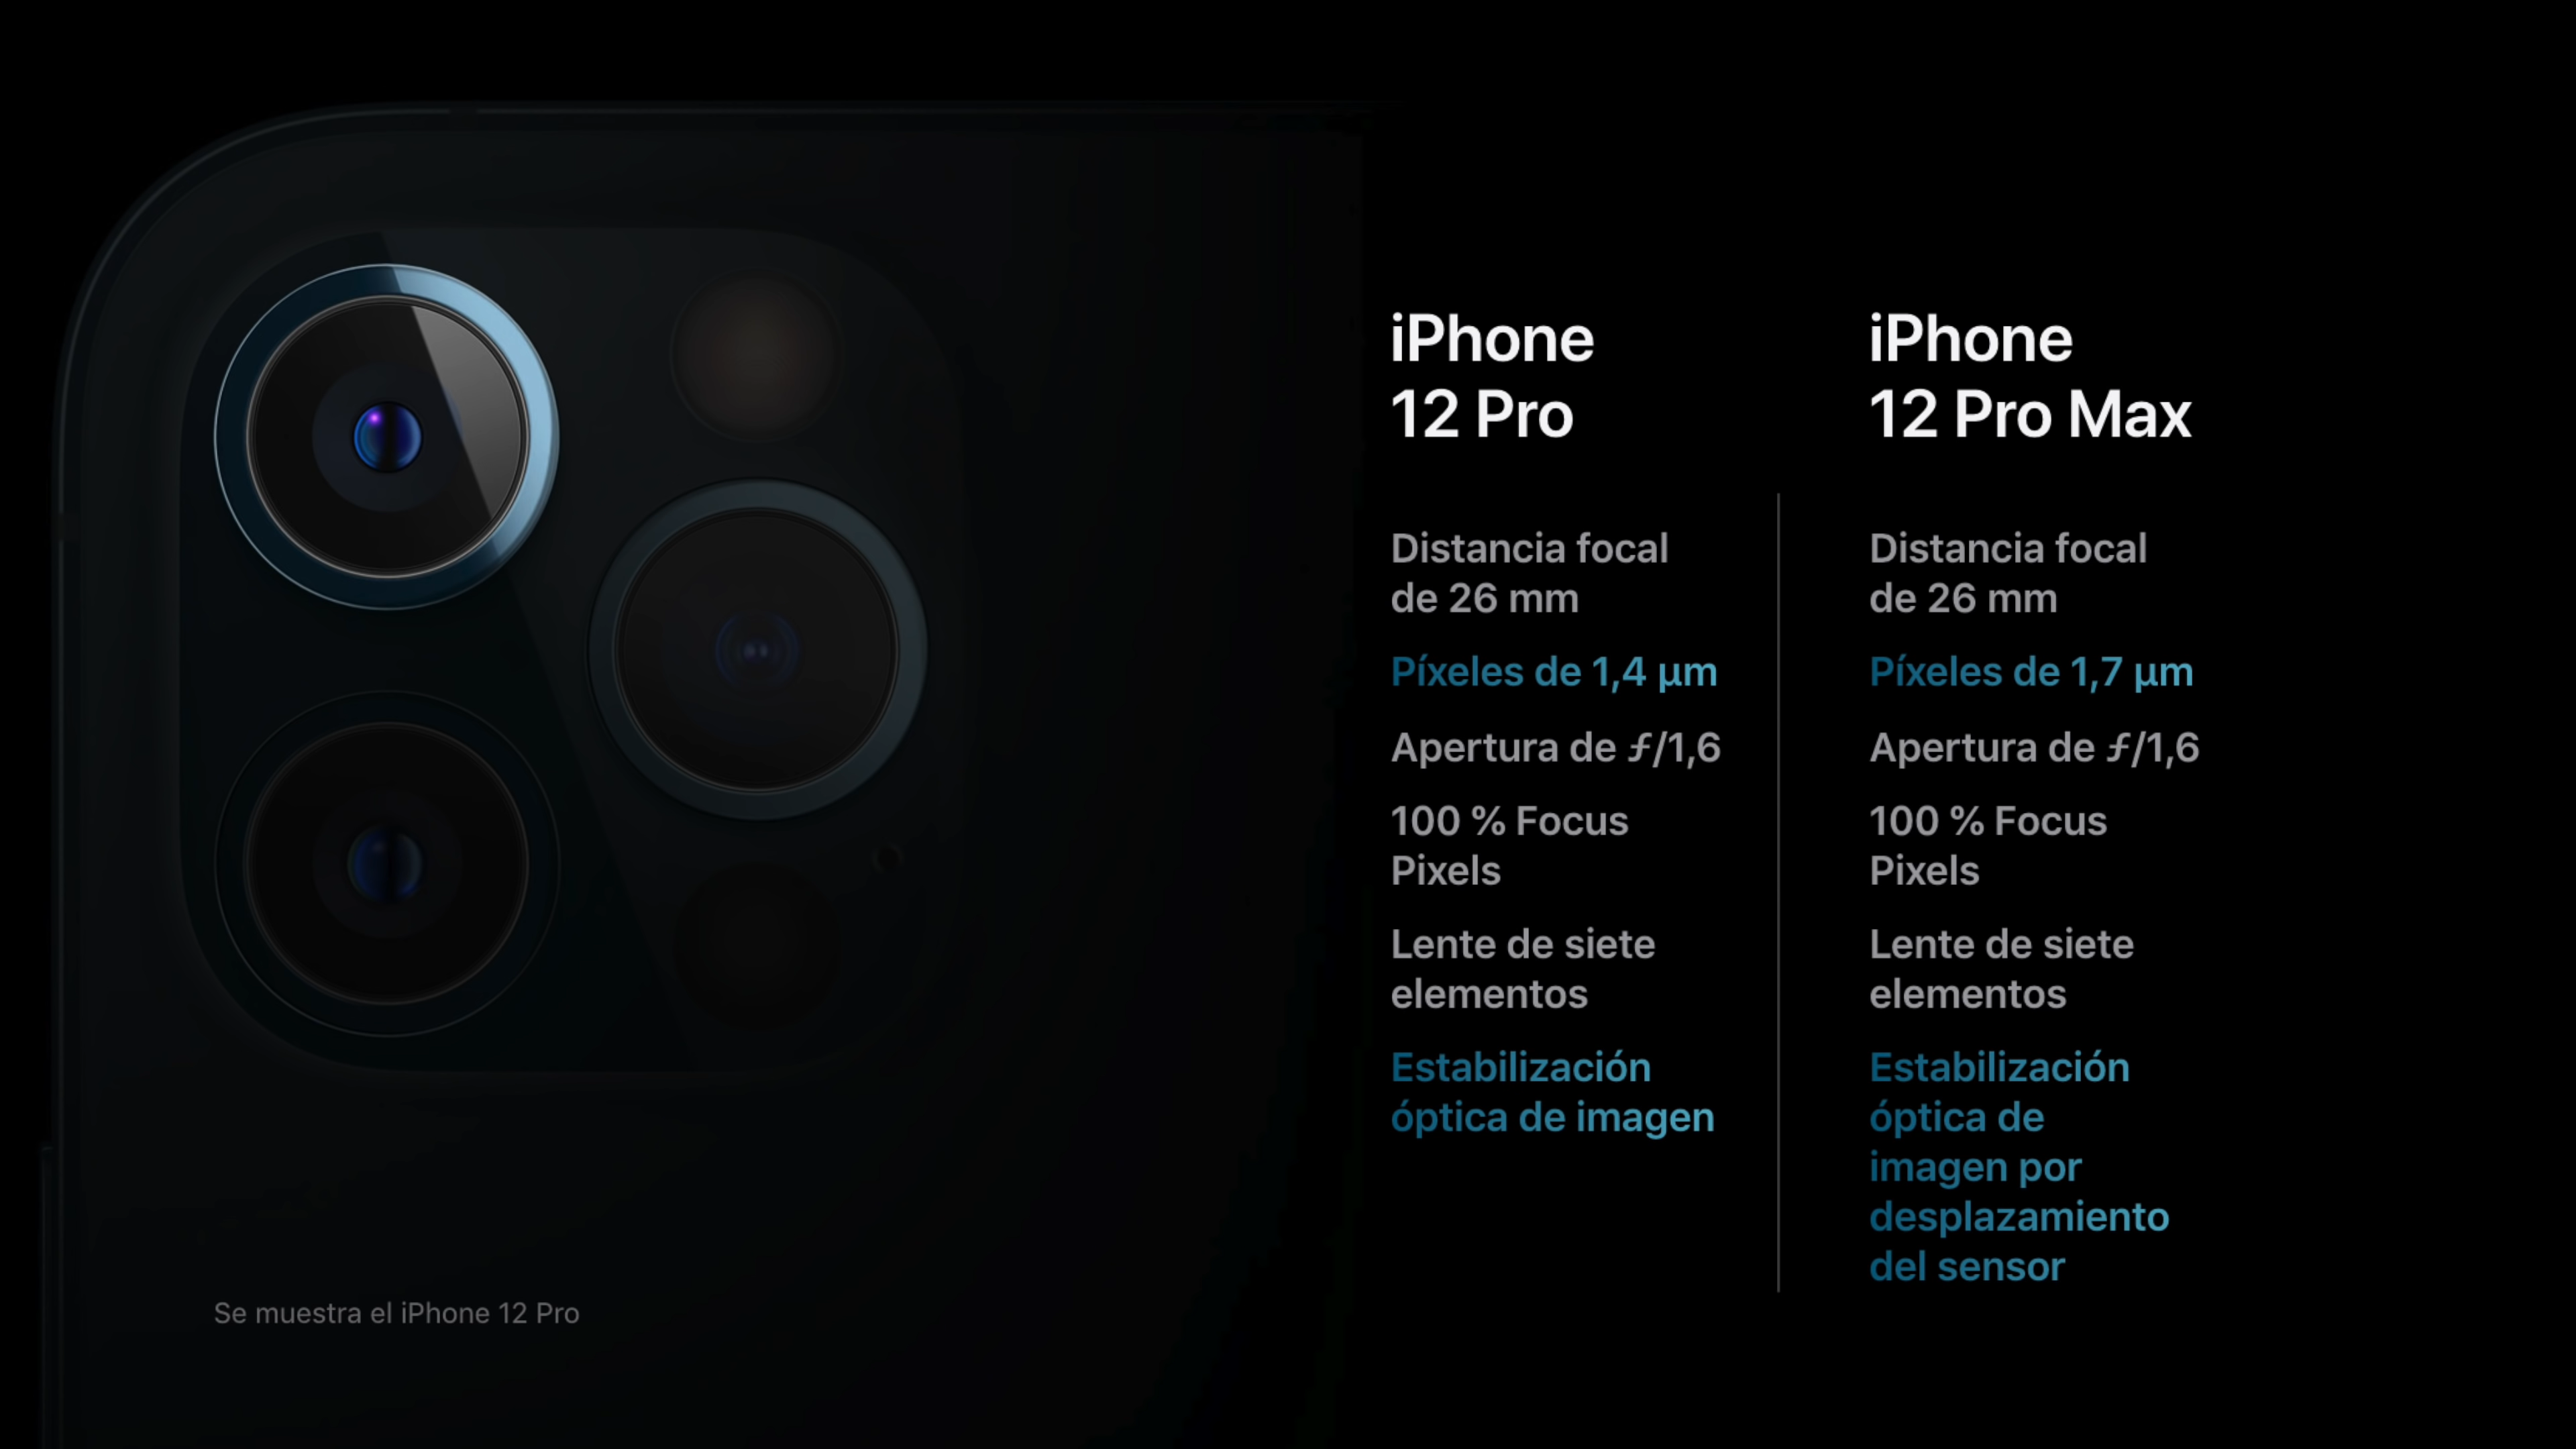 iPhone
12 Pro
Distancia focal
de 26 mm
Píxeles de 1,4 µm
Apertura de ƒ/1,6
100 % Focus
Pixels
Lente de siete
elementos
Estabilización
óptica de imagen
iPhone
12 Pro Max
Distancia focal
de 26 mm
Píxeles de 1,7 µm
Apertura de ƒ/1,6
100 % Focus
Pixels
Lente de siete
elementos
Estabilización
óptica de
imagen por
desplazamiento
del sensor
Se muestra el iPhone 12 Pro